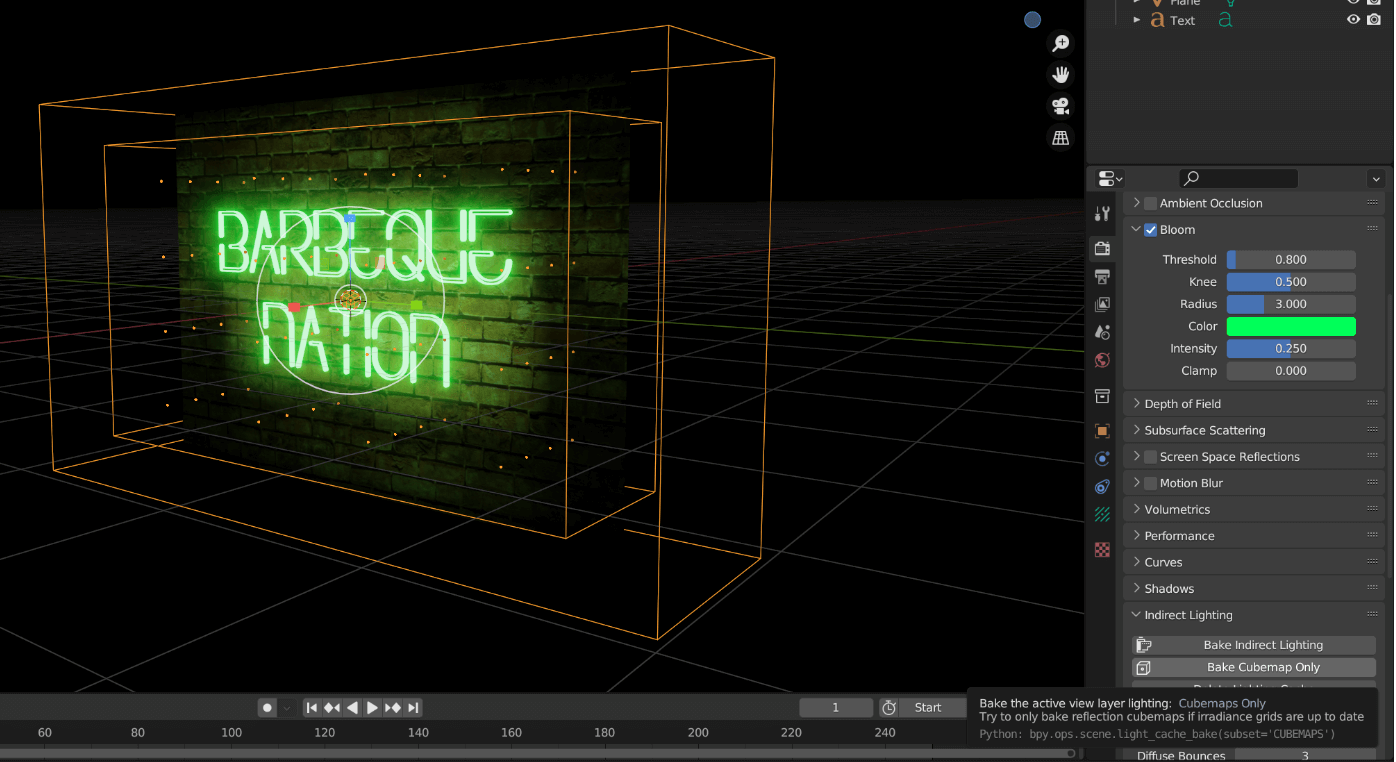 Plane
Text
Ambient Occlusion
Bloom
Threshold 0.800
Knee 0.500
Radius 3.000
Color
Intensity 0.250
Clamp 0.000
Depth of Field
Subsurface Scattering
Screen Space Reflections
Motion Blur
Volumetrics
Performance
Curves
Shadows
Indirect Lighting
Bake Indirect Lighting
Bake Cubemap Only
BARBEQUE
NATION
1 Start
Bake the active view layer lighting: Cubemaps Only
Try to only bake reflection cubemaps if irradiance grids are up to date
Python: bpy.ops.scene.light_cache_bake(subset='CUBEMAPS')
60 80 100 120 140 160 180 200 220 240
Diffuse Bounces 3